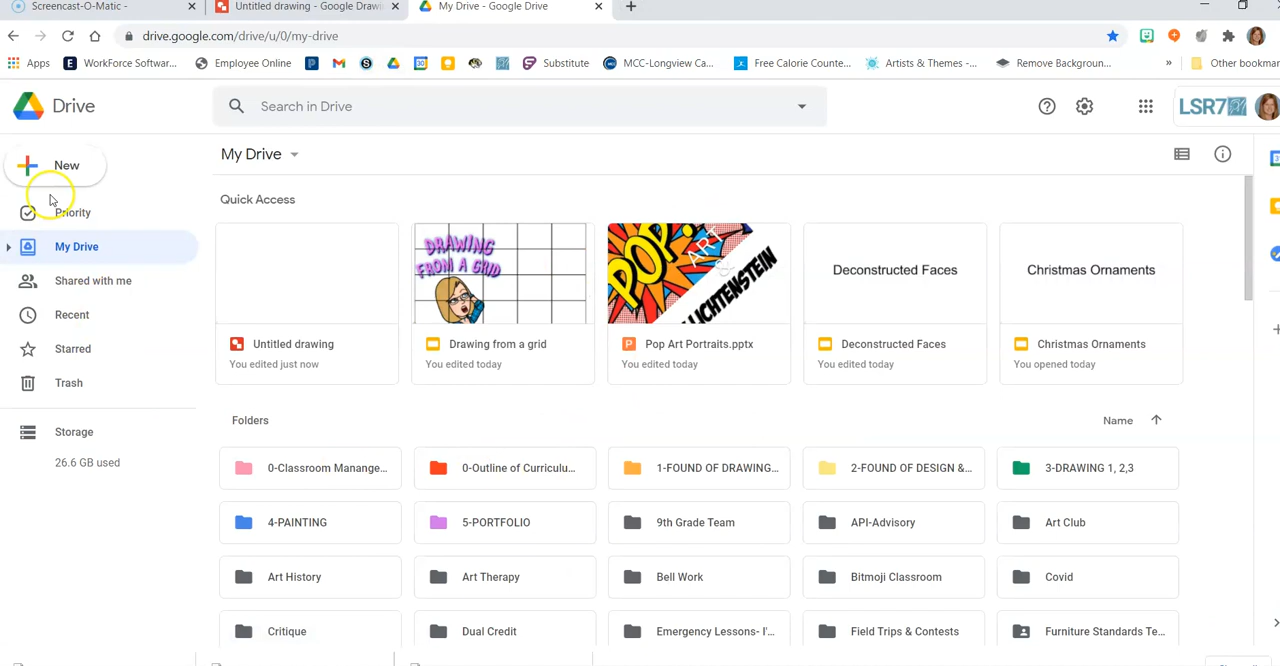 Screencast-O-Matic -
Untitled drawing - Google Drawi
My Drive - Google Drive
drive.google.com/drive/u/0/my-drive
Apps
WorkForce Software...
Employee Online
Substitute
MCC-Longview Ca...
Free Calorie Counte...
Artists & Themes -...
Remove Backgroun...
»
Other bookmar
Drive
Search in Drive
LSR7
New
My Drive
Priority
Quick Access
My Drive
Shared with me
Recent
Starred
Trash
Storage
26.6 GB used
DRAWING
FROM A GRID
POP!
ART
LICHTENSTEIN
Deconstructed Faces
Christmas Ornaments
Untitled drawing
You edited just now
Drawing from a grid
You edited today
Pop Art Portraits.pptx
You edited today
Deconstructed Faces
You edited today
Christmas Ornaments
You opened today
Folders
Name
0-Classroom Manange...
0-Outline of Curriculu...
1-FOUND OF DRAWING...
2-FOUND OF DESIGN &...
3-DRAWING 1, 2,3
4-PAINTING
5-PORTFOLIO
9th Grade Team
API-Advisory
Art Club
Art History
Art Therapy
Bell Work
Bitmoji Classroom
Covid
Critique
Dual Credit
Emergency Lessons- I'...
Field Trips & Contests
Furniture Standards Te...